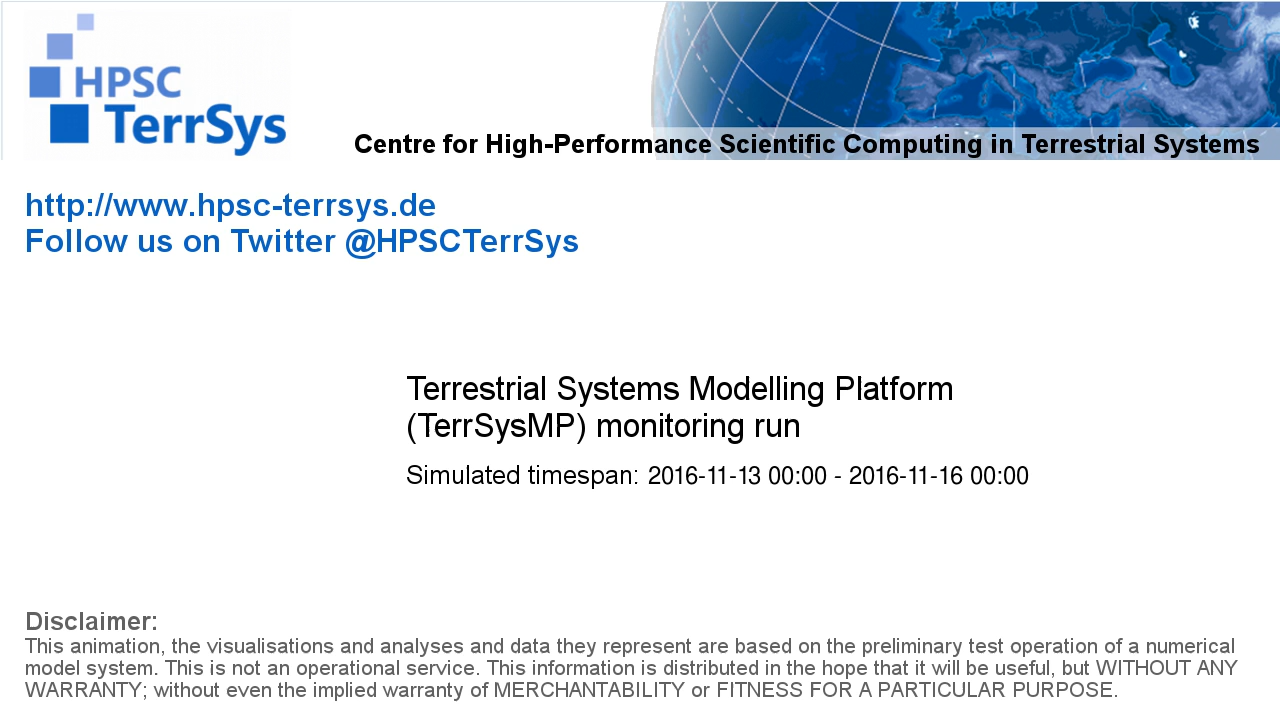 HPSC
TerrSys
Centre for High-Performance Scientific Computing in Terrestrial Systems
http://www.hpsc-terrsys.de
Follow us on Twitter @HPSCTerrSys
Terrestrial Systems Modelling Platform
(TerrSysMP) monitoring run
Simulated timespan: 2016-11-13 00:00 - 2016-11-16 00:00
Disclaimer:
This animation, the visualisations and analyses and data they represent are based on the preliminary test operation of a numerical
model system. This is not an operational service. This information is distributed in the hope that it will be useful, but WITHOUT ANY
WARRANTY; without even the implied warranty of MERCHANTABILITY or FITNESS FOR A PARTICULAR PURPOSE.